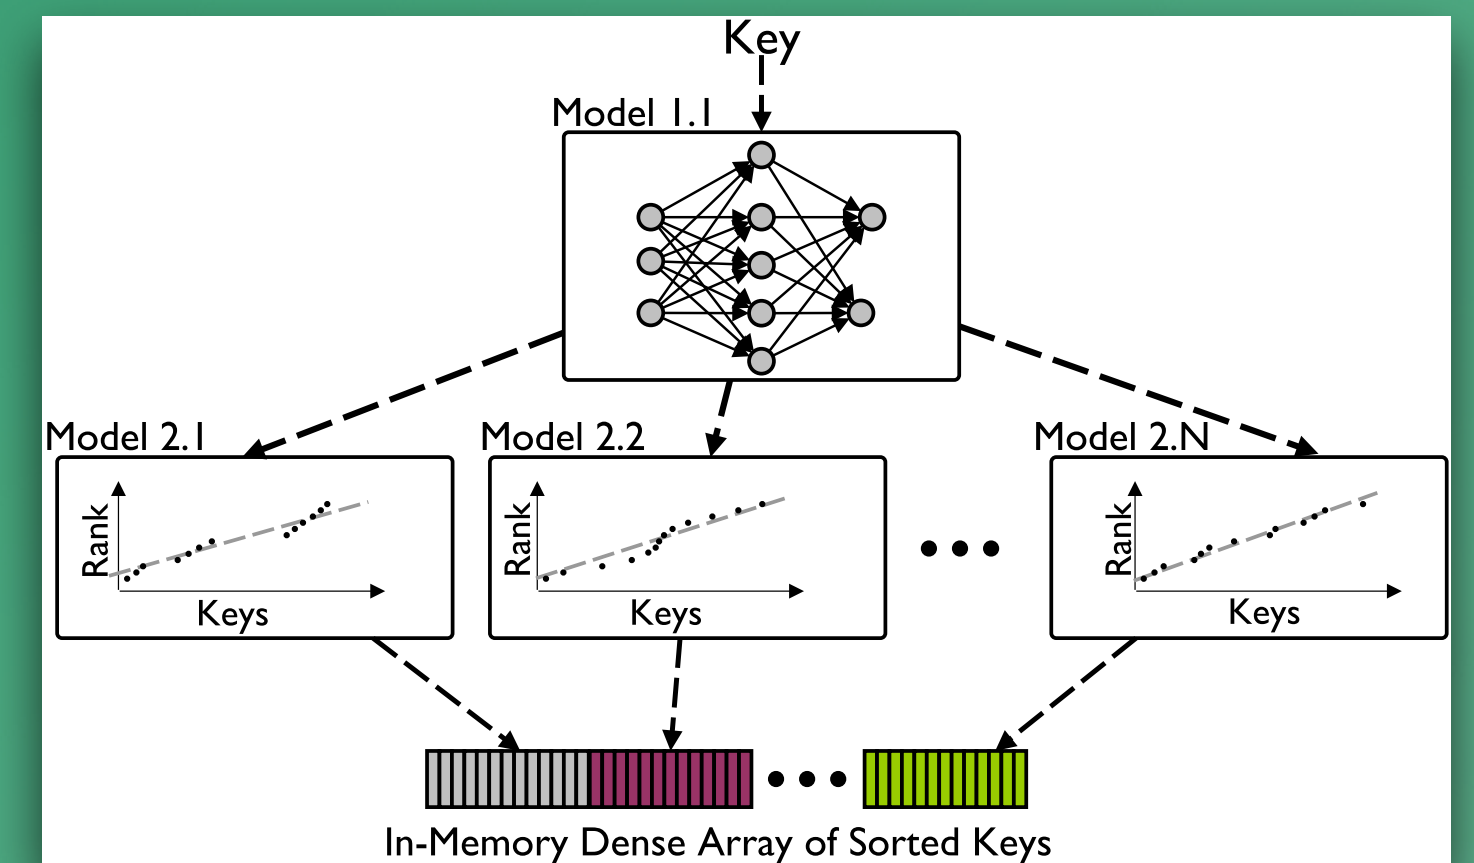 Key
Model 1.1
Model 2.1
Model 2.2
Model 2.N
Rank
Keys
Rank
Keys
Rank
Keys
In-Memory Dense Array of Sorted Keys